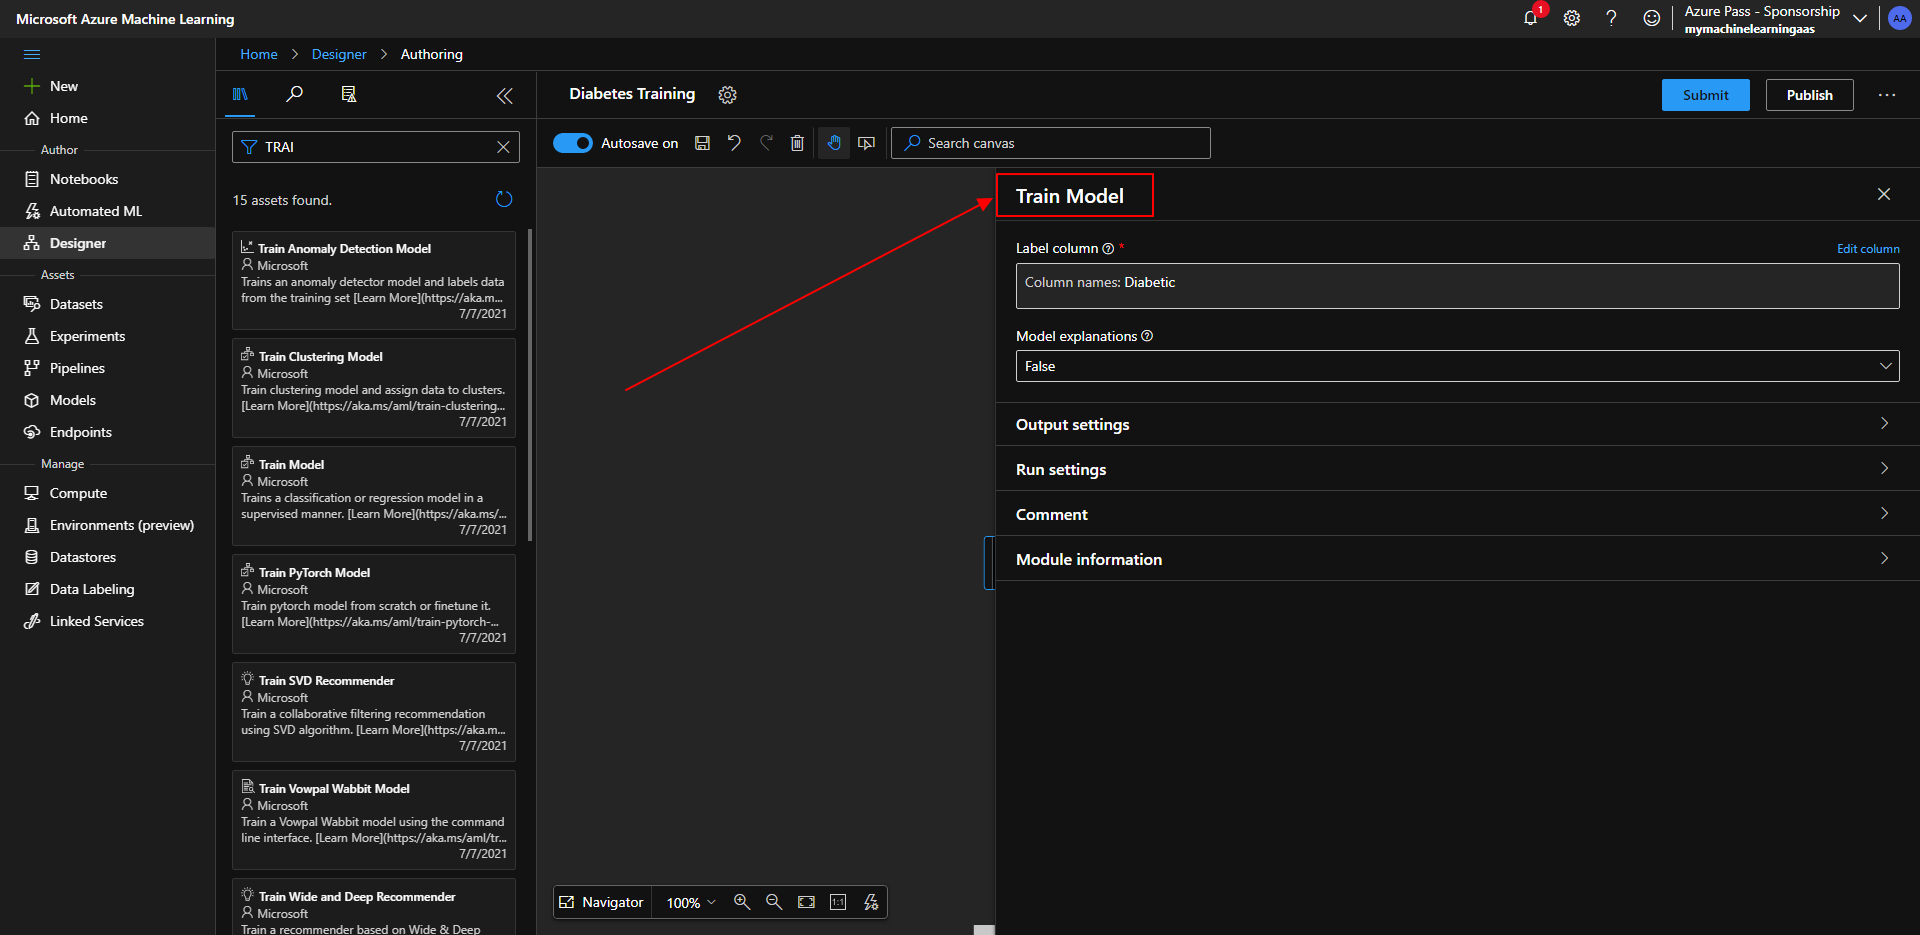 Microsoft Azure Machine Learning
1
Azure Pass - Sponsorship
mymachinelearningaas
AA
New
Home
Author
Notebooks
Automated ML
Designer
Assets
Datasets
Experiments
Pipelines
Models
Endpoints
Manage
Compute
Environments (preview)
Datastores
Data Labeling
Linked Services
Home > Designer > Authoring
TRAI
15 assets found.
Train Anomaly Detection Model
Microsoft
Trains an anomaly detector model and labels data
from the training set [Learn More](https://aka.m...
7/7/2021
Train Clustering Model
Microsoft
Train clustering model and assign data to clusters.
[Learn More](https://aka.ms/aml/train-clustering...
7/7/2021
Train Model
Microsoft
Trains a classification or regression model in a
supervised manner. [Learn More](https://aka.ms/...
7/7/2021
Train PyTorch Model
Microsoft
Train pytorch model from scratch or finetune it.
[Learn More](https://aka.ms/aml/train-pytorch-...
7/7/2021
Train SVD Recommender
Microsoft
Train a collaborative filtering recommendation
using SVD algorithm. [Learn More](https://aka.m...
7/7/2021
Train Vowpal Wabbit Model
Microsoft
Train a Vowpal Wabbit model using the command
line interface. [Learn More](https://aka.ms/aml/tr...
7/7/2021
Train Wide and Deep Recommender
Microsoft
Train a recommender based on Wide & Deep
Diabetes Training
Submit
Publish
...
Autosave on
Search canvas
Train Model
Label column *
Edit column
Column names: Diabetic
Model explanations
False
Output settings
Run settings
Comment
Module information
Navigator
100%
1:1